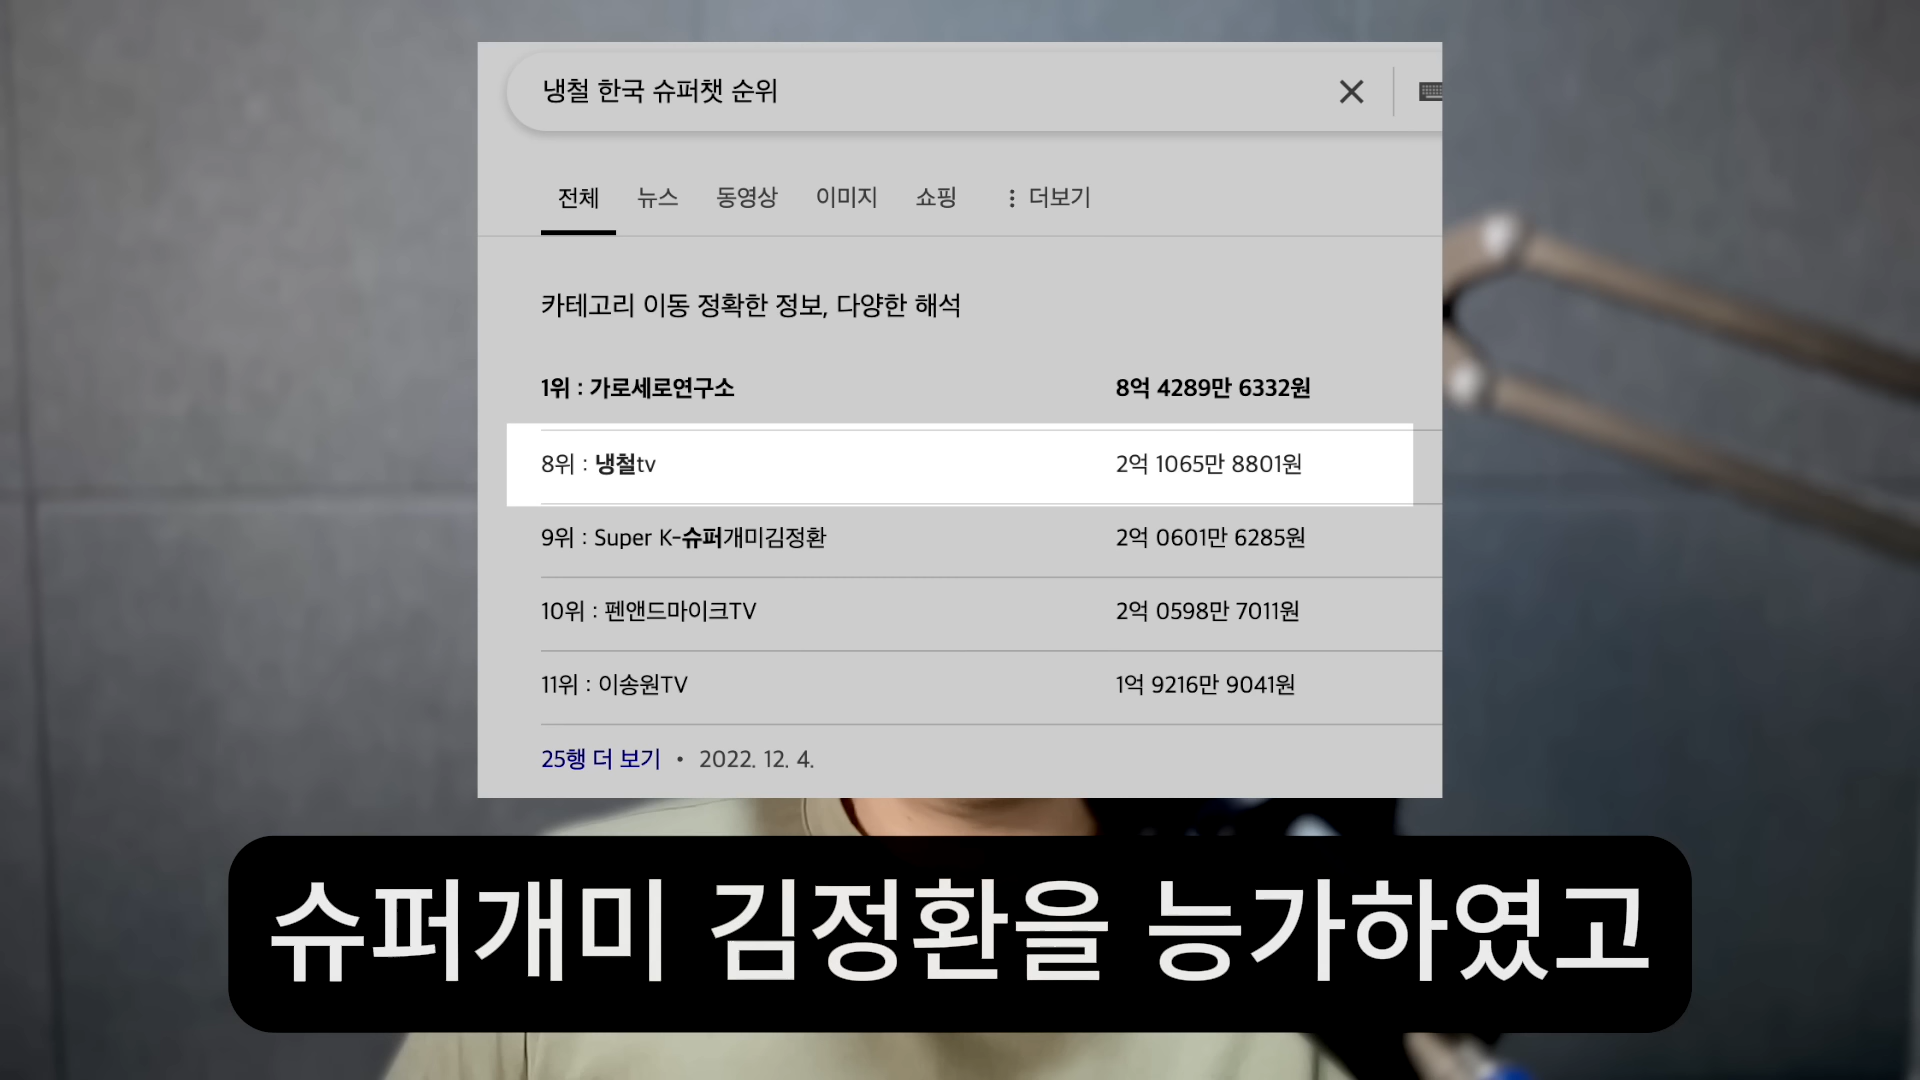 냉철 한국 슈퍼챗 순위
전체 뉴스 동영상 이미지 쇼핑 더보기
카테고리 이동 정확한 정보, 다양한 해석
1위 : 가로세로연구소 8억 4289만 6332원
8위 : 냉철tv 2억 1065만 8801원
9위 : Super K-슈퍼개미김정환 2억 0601만 6285원
10위 : 펜앤드마이크TV 2억 0598만 7011원
11위 : 이송원TV 1억 9216만 9041원
25행 더 보기 • 2022. 12. 4.
슈퍼개미 김정환을 능가하였고